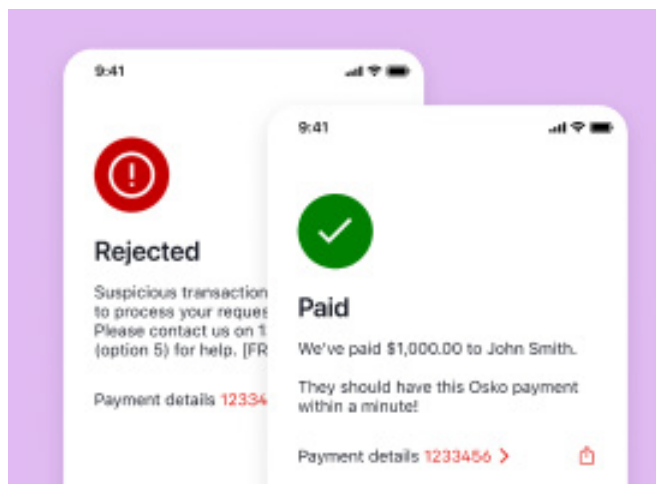 9:41
Rejected
Suspicious transaction
to process your reques
Please contact us on 1
(option 5) for help. [FR
Payment details 12334
9:41
Paid
We've paid $1,000.00 to John Smith.
They should have this Osko payment
within a minute!
Payment details 1233456